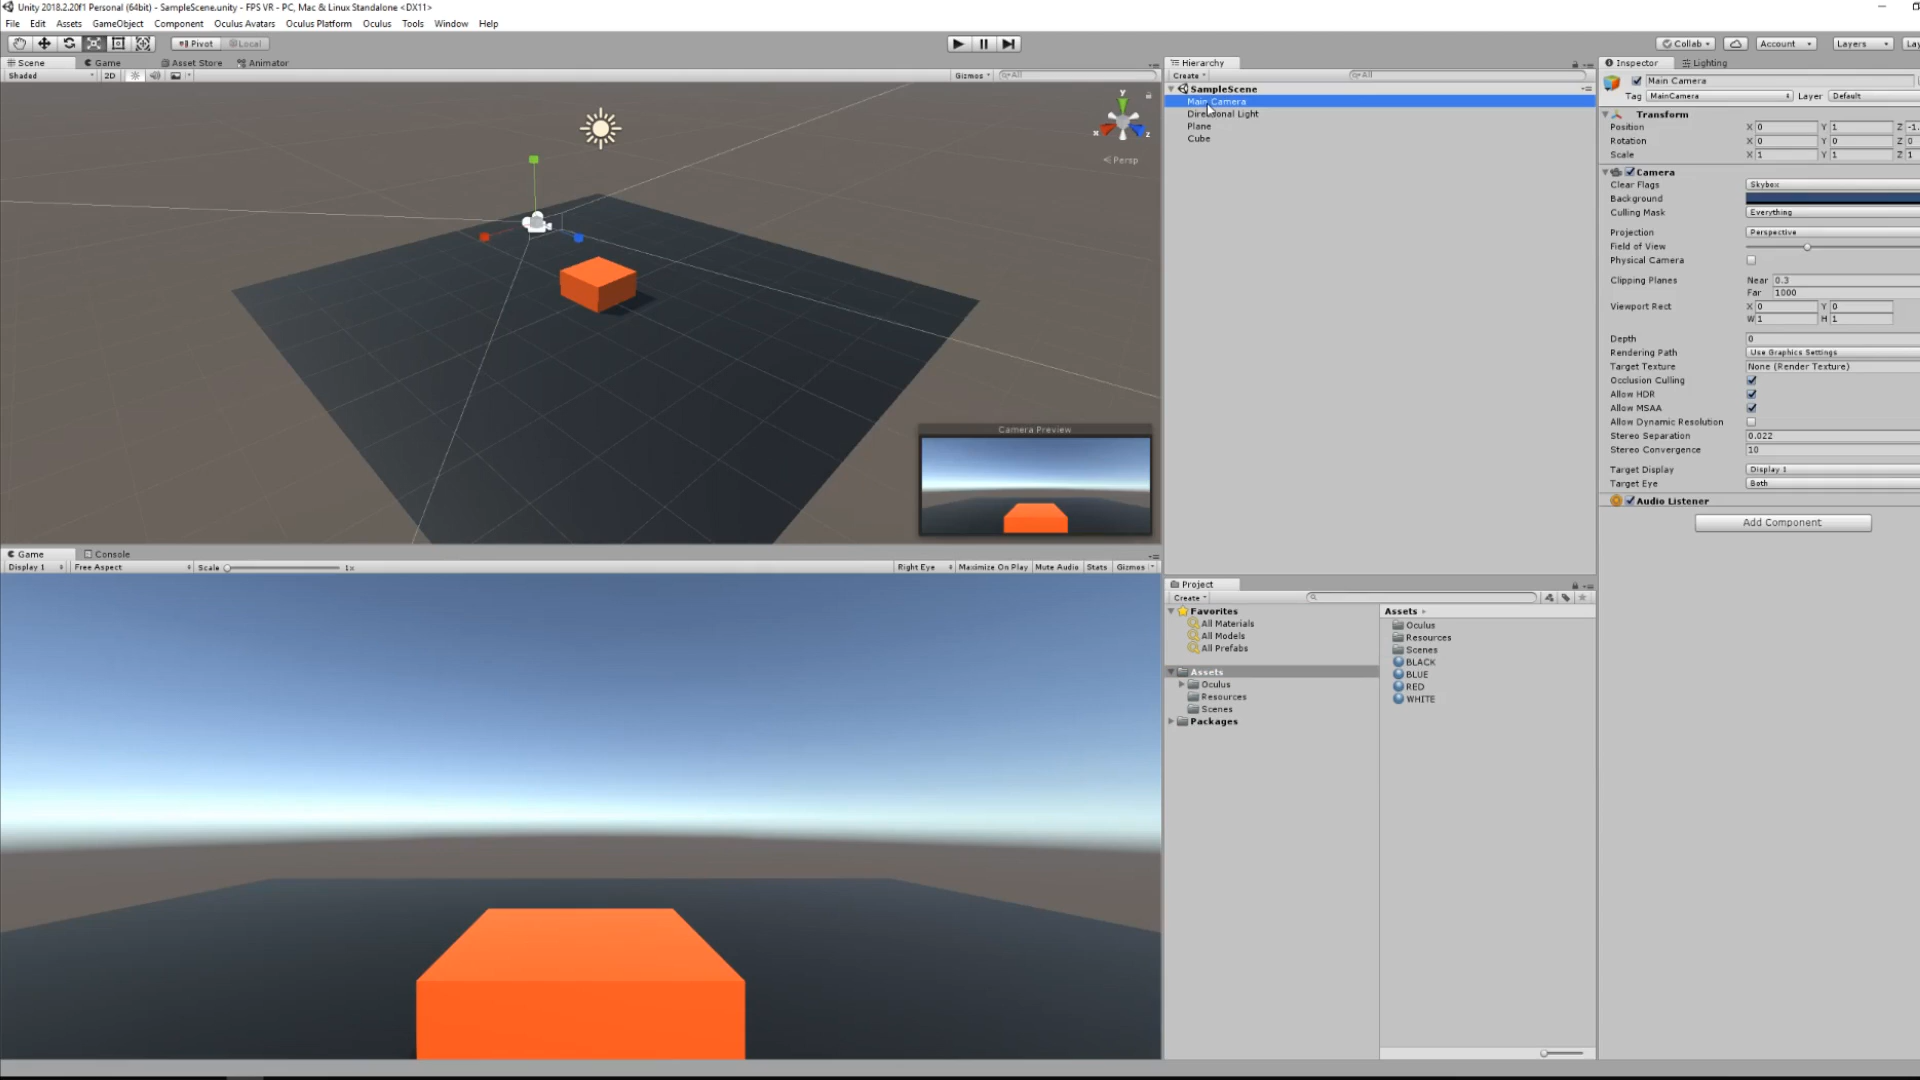 Unity 2018.2.20f1 Personal (64bit) - SampleScene.unity - FPS VR - PC, Mac & Linux Standalone <DX11>
File Edit Assets GameObject Component Oculus Avatars Oculus Platform Oculus Tools Window Help
Pivot Local Collab Account Layers Lay
Scene Game Asset Store Animator
Shaded 2D Gizmos All
y
x z
Persp
Camera Preview
Hierarchy
Create All
SampleScene
Main Camera
Directional Light
Plane
Cube
Inspector Lighting
Main Camera
Tag MainCamera Layer Default
Transform
Position X 0 Y 1 Z -1.
Rotation X 0 Y 0 Z 0
Scale X 1 Y 1 Z 1
Camera
Clear Flags Skybox
Background
Culling Mask Everything
Projection Perspective
Field of View
Physical Camera
Clipping Planes Near 0.3
Far 1000
Viewport Rect X 0 Y 0
W 1 H 1
Depth 0
Rendering Path Use Graphics Settings
Target Texture None (Render Texture)
Occlusion Culling
Allow HDR
Allow MSAA
Allow Dynamic Resolution
Stereo Separation 0.022
Stereo Convergence 10
Target Display Display 1
Target Eye Both
Audio Listener
Add Component
Game Console
Display 1 Free Aspect Scale 1x Right Eye Maximize On Play Mute Audio Stats Gizmos
Project
Create
Favorites
All Materials
All Models
All Prefabs
Assets
Oculus
Resources
Scenes
Packages
Assets
Oculus
Resources
Scenes
BLACK
BLUE
RED
WHITE